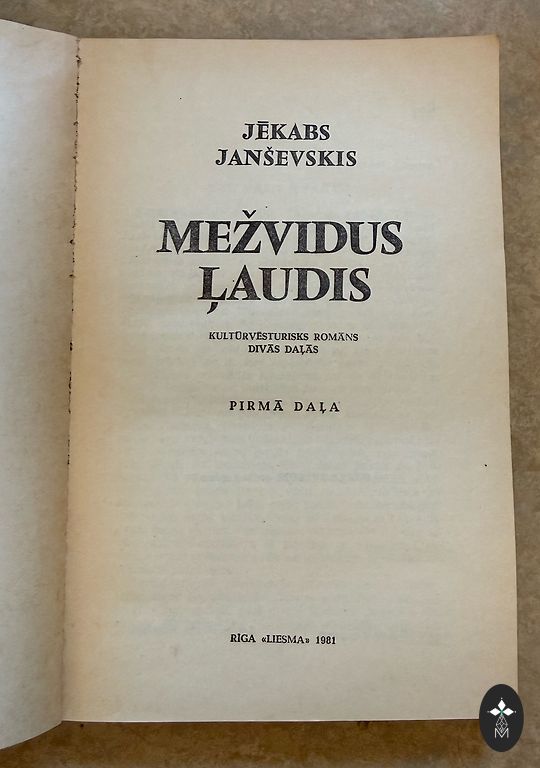 JĒKABS
JANŠEVSKIS
MEŽVIDUS
ĻAUDIS
KULTŪRVĒSTURISKS ROMĀNS
DIVĀS DAĻĀS
PIRMĀ DAĻA
RĪGA «LIESMA» 1981
M